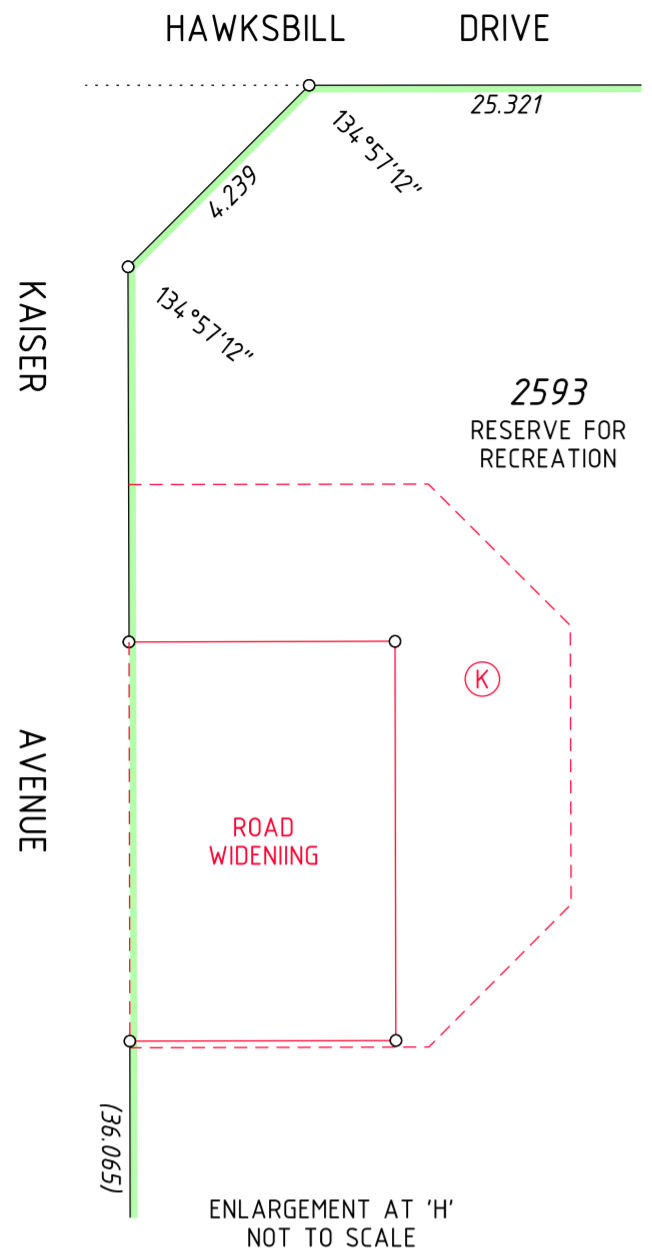 HAWKSBILL DRIVE
25.321
134°57'12"
4.239
134°57'12"
KAISER
2593
RESERVE FOR
RECREATION
K
AVENUE
ROAD
WIDENIING
(36.065)
ENLARGEMENT AT 'H'
NOT TO SCALE